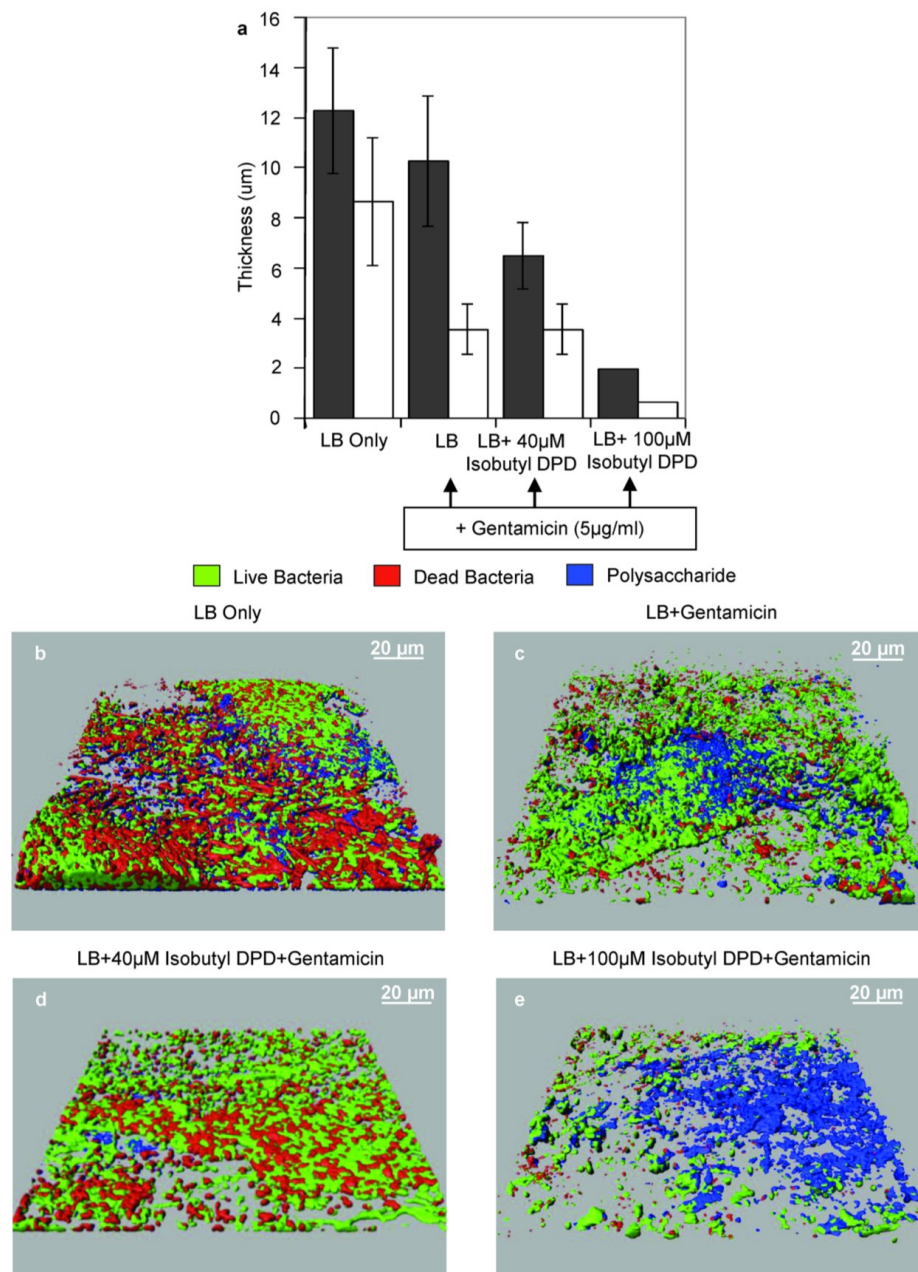 a
16
14
12
10
8
6
4
2
0
Thickness (um)
LB Only
LB
LB+ 40μM
Isobutyl DPD
LB+ 100μM
Isobutyl DPD
+ Gentamicin (5μg/ml)
Live Bacteria
Dead Bacteria
Polysaccharide
LB Only
LB+Gentamicin
b
20 μm
c
20 μm
LB+40μM Isobutyl DPD+Gentamicin
LB+100μM Isobutyl DPD+Gentamicin
d
20 μm
e
20 μm